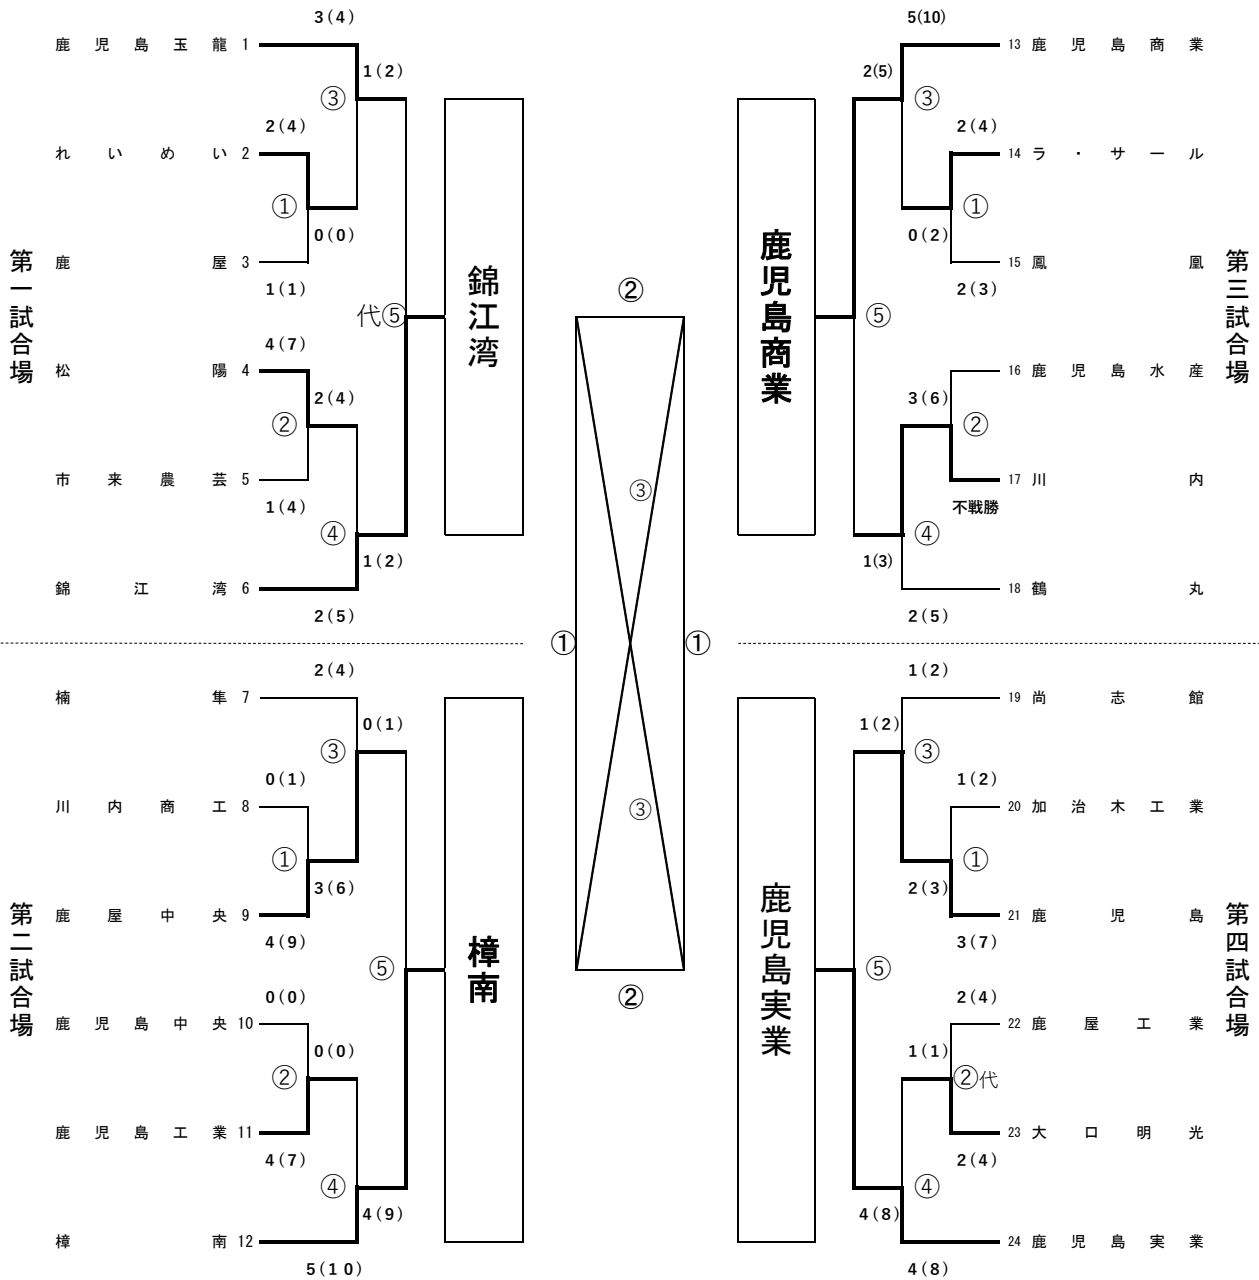 3(4)
鹿児島玉龍 1
1(2)
③
2(4)
れいめい 2
①
0(0)
鹿屋 3
1(1)
第一試合場
代⑤
錦江湾
4(7)
松陽 4
2(4)
②
市来農芸 5
1(4)
④
1(2)
錦江湾 6
2(5)
5(10)
13 鹿児島商業
2(5)
③
2(4)
14 ラ・サール
①
0(2)
15 鳳凰
2(3)
第三試合場
鹿児島商業
⑤
16 鹿児島水産
3(6)
②
17 川内
不戦勝
④
1(3)
18 鶴丸
2(5)
②
③
①
①
③
②
2(4)
楠隼 7
0(1)
③
0(1)
川内商工 8
①
3(6)
鹿屋中央 9
4(9)
第二試合場
⑤
樟南
0(0)
鹿児島中央 10
0(0)
②
鹿児島工業 11
4(7)
④
4(9)
樟南 12
5(10)
1(2)
19 尚志館
1(2)
③
1(2)
20 加治木工業
①
2(3)
21 鹿児島
3(7)
第四試合場
鹿児島実業
⑤
2(4)
22 鹿屋工業
1(1)
②代
23 大口明光
2(4)
④
4(8)
24 鹿児島実業
4(8)